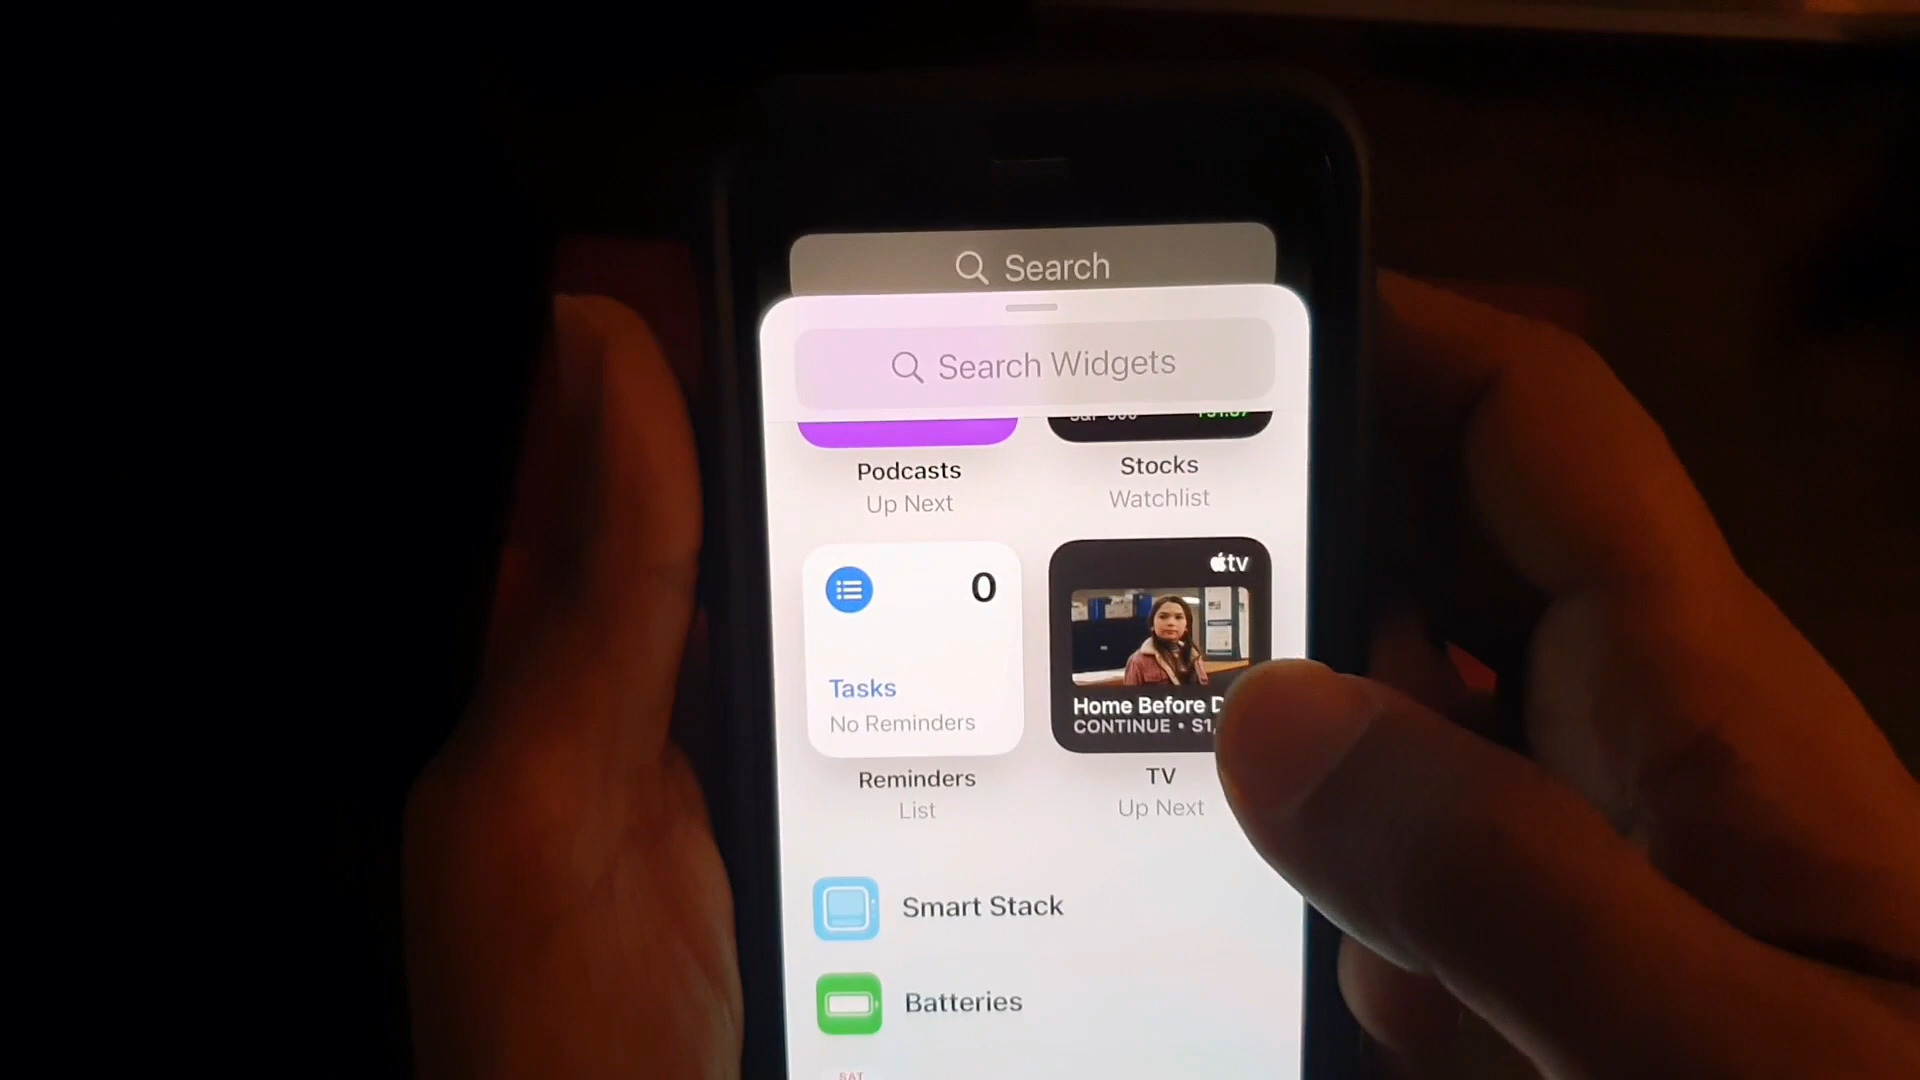 Search
Search Widgets
Podcasts
Up Next
Stocks
Watchlist
0
Tasks
No Reminders
Reminders
List
tv
Home Before
CONTINUE • S1,
TV
Up Next
Smart Stack
Batteries
SAT